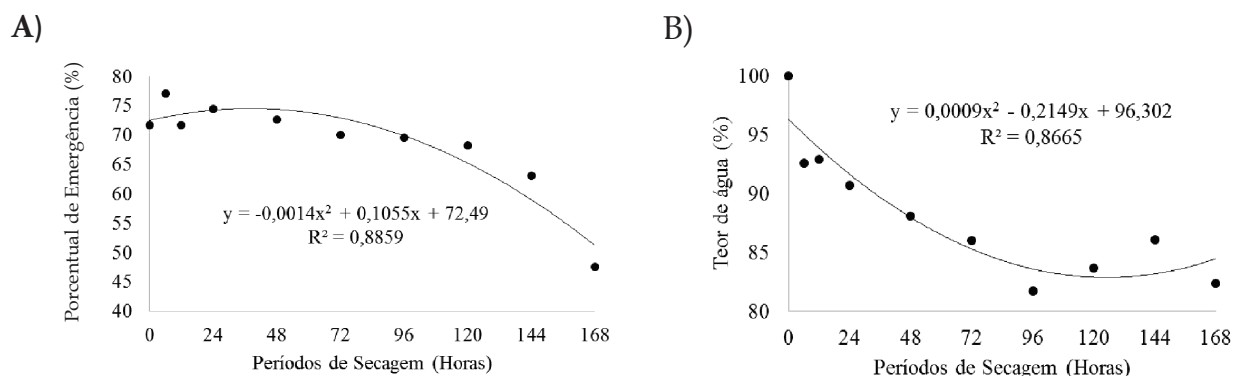 A)
Porcentual de Emergência (%)
80
75
70
65
60
55
50
45
40
y = -0,0014x² + 0,1055x + 72,49
R² = 0,8859
0 24 48 72 96 120 144 168
Períodos de Secagem (Horas)
B)
Teor de água (%)
100
95
90
85
80
y = 0,0009x² - 0,2149x + 96,302
R² = 0,8665
0 24 48 72 96 120 144 168
Períodos de Secagem (Horas)